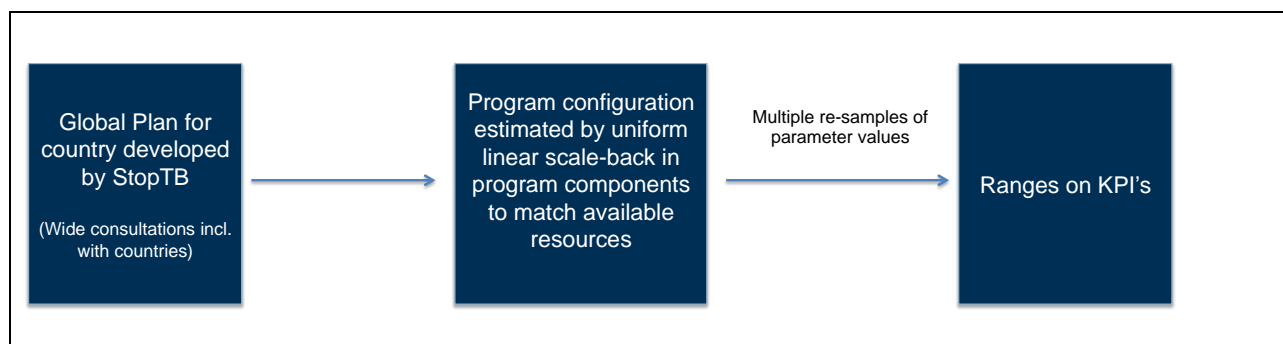 Global Plan for
country developed
by StopTB
(Wide consultations incl.
with countries)
Program configuration
estimated by uniform
linear scale-back in
program components
to match available
resources
Multiple re-samples of
parameter values
Ranges on KPI's